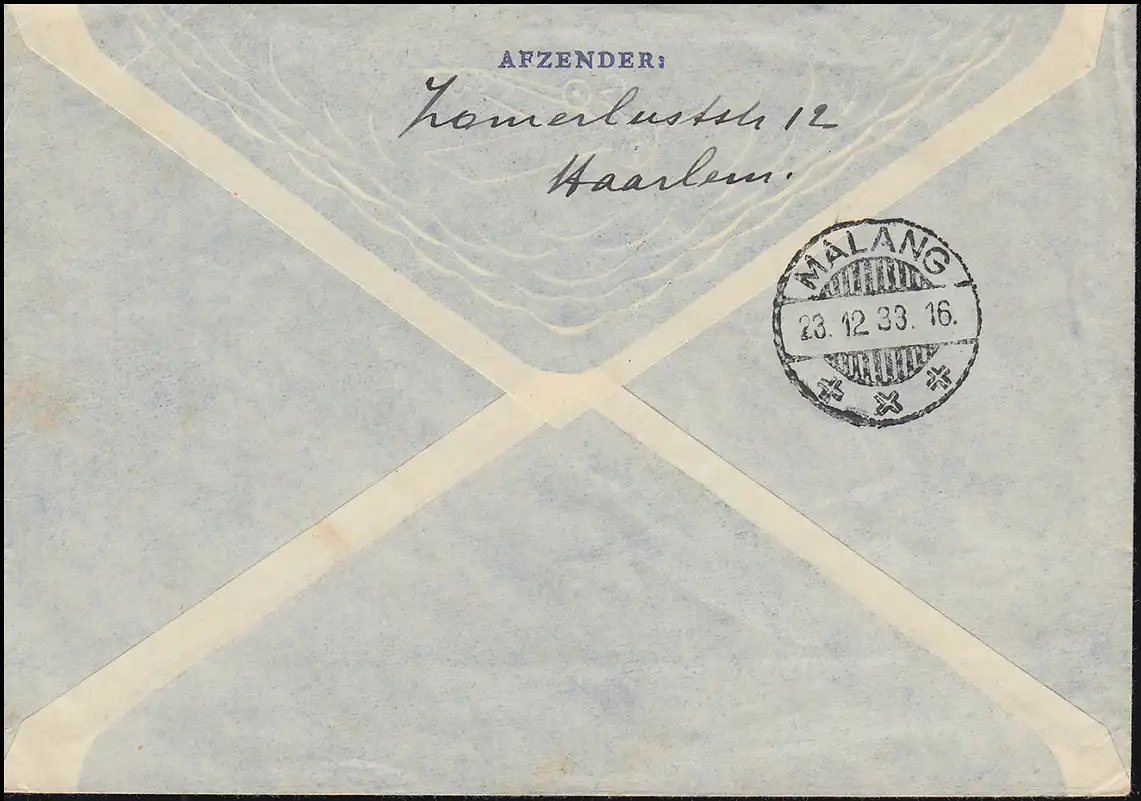 AFZENDER:
Zomerluststr 12
Haarlem.
MALANG
23. 12 33. 16.